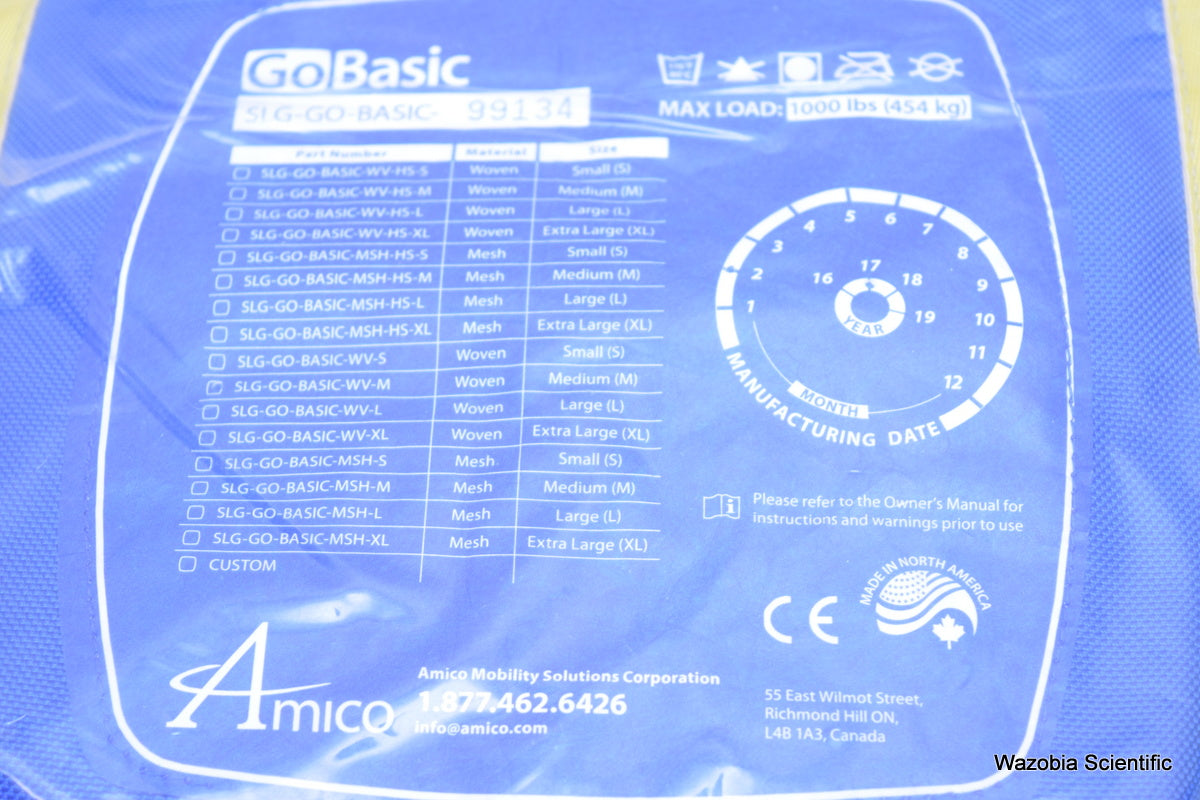 GoBasic
SLG-GO-BASIC- 99134
MAX LOAD: 1000 lbs (454 kg)
Part Number Material Size
SLG-GO-BASIC-WV-HS-S Woven Small (S)
SLG-GO-BASIC-WV-HS-M Woven Medium (M)
SLG-GO-BASIC-WV-HS-L Woven Large (L)
SLG-GO-BASIC-WV-HS-XL Woven Extra Large (XL)
SLG-GO-BASIC-MSH-HS-S Mesh Small (S)
SLG-GO-BASIC-MSH-HS-M Mesh Medium (M)
SLG-GO-BASIC-MSH-HS-L Mesh Large (L)
SLG-GO-BASIC-MSH-HS-XL Mesh Extra Large (XL)
SLG-GO-BASIC-WV-S Woven Small (S)
SLG-GO-BASIC-WV-M Woven Medium (M)
SLG-GO-BASIC-WV-L Woven Large (L)
SLG-GO-BASIC-WV-XL Woven Extra Large (XL)
SLG-GO-BASIC-MSH-S Mesh Small (S)
SLG-GO-BASIC-MSH-M Mesh Medium (M)
SLG-GO-BASIC-MSH-L Mesh Large (L)
SLG-GO-BASIC-MSH-XL Mesh Extra Large (XL)
CUSTOM
1 2 3 4 5 6 7 8 9 10 11 12
16 17 18 19
YEAR
MONTH
MANUFACTURING DATE
Please refer to the Owner's Manual for
instructions and warnings prior to use
CE
MADE IN NORTH AMERICA
AMICO
Amico Mobility Solutions Corporation
1.877.462.6426
info@amico.com
55 East Wilmot Street,
Richmond Hill ON,
L4B 1A3, Canada
Wazobia Scientific